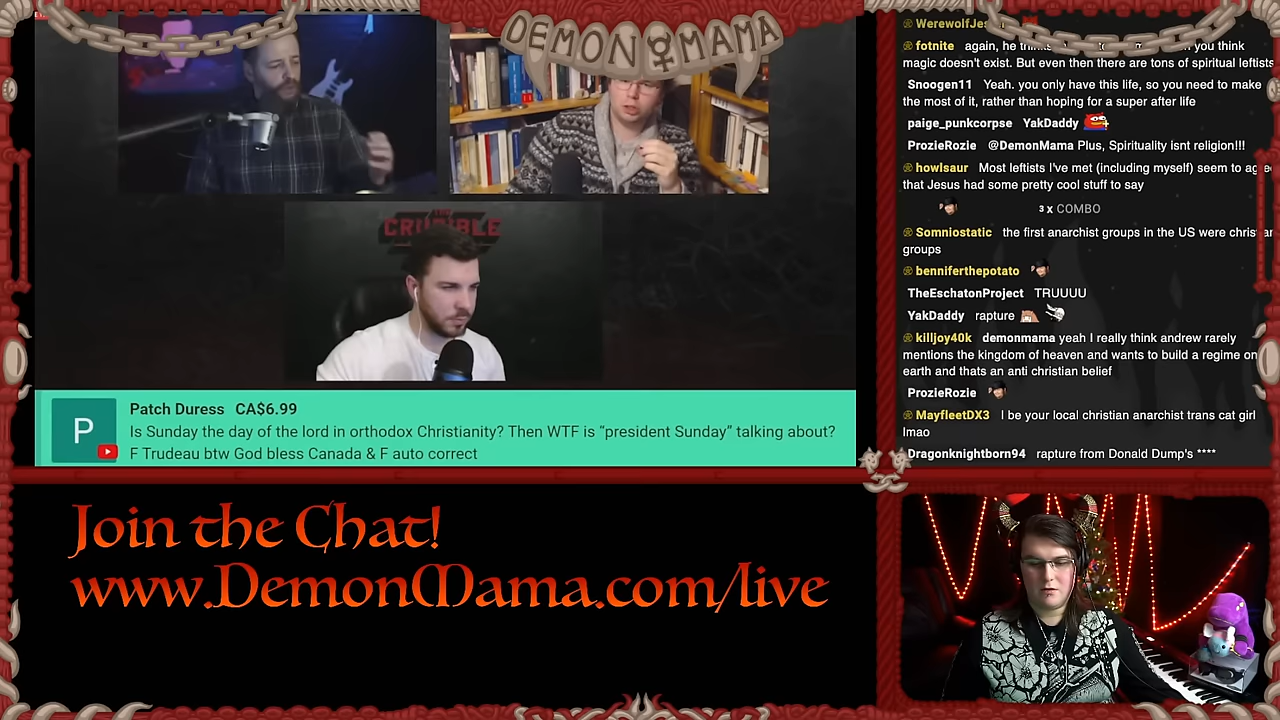 DEMON MAMA
THE
CRUCIBLE
P
Patch Duress CA$6.99
Is Sunday the day of the lord in orthodox Christianity? Then WTF is "president Sunday" talking about?
F Trudeau btw God bless Canada & F auto correct
Join the Chat!
www.DemonMama.com/live
fotnite again, he you think
magic doesn't exist. But even then there are tons of spiritual leftists
Snoogen11 Yeah. you only have this life, so you need to make
the most of it, rather than hoping for a super after life
paige_punkcorpse YakDaddy
ProzieRozie @DemonMama Plus, Spirituality isnt religion!!!
howlsaur Most leftists I've met (including myself) seem to agree
that Jesus had some pretty cool stuff to say
3 x COMBO
Somniostatic the first anarchist groups in the US were christian
groups
benniferthepotato
TheEschatonProject TRUUUU
YakDaddy rapture
killjoy40k demonmama yeah I really think andrew rarely
mentions the kingdom of heaven and wants to build a regime on
earth and thats an anti christian belief
ProzieRozie
MayfleetDX3 I be your local christian anarchist trans cat girl
lmao
Dragonknightborn94 rapture from Donald Dump's ****